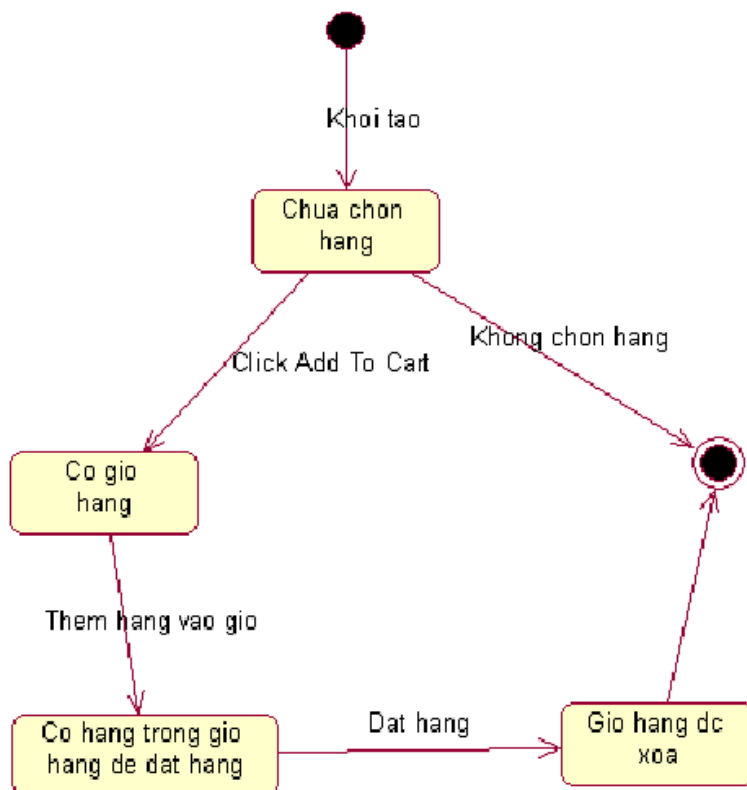 Khoi tao
Chua chon
hang
Khong chon hang
Click Add To Cart
Co gio
hang
Them hang vao gio
Co hang trong gio
hang de dat hang
Dat hang
Gio hang dc
xoa